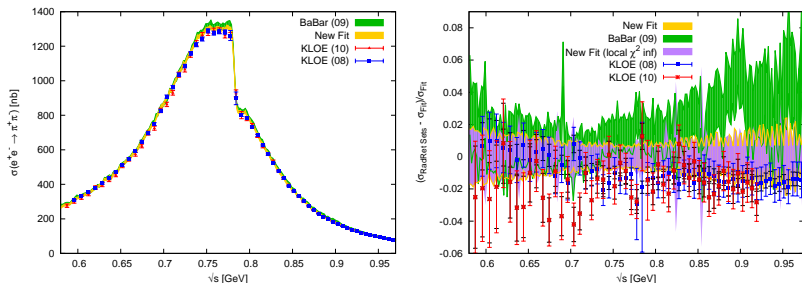 BaBar (09)
New Fit
KLOE (10)
KLOE (08)
1400
1200
1000
800
600
400
200
0
σ(e⁺e⁻ → π⁺π⁻) [nb]
0.6 0.65 0.7 0.75 0.8 0.85 0.9 0.95
√s [GeV]
New Fit
BaBar (09)
New Fit (local χ² inf)
KLOE (08)
KLOE (10)
0.08
0.06
0.04
0.02
0
-0.02
-0.04
-0.06
(σRadRet Sets - σFit)/σFit
0.6 0.65 0.7 0.75 0.8 0.85 0.9 0.95
√s [GeV]